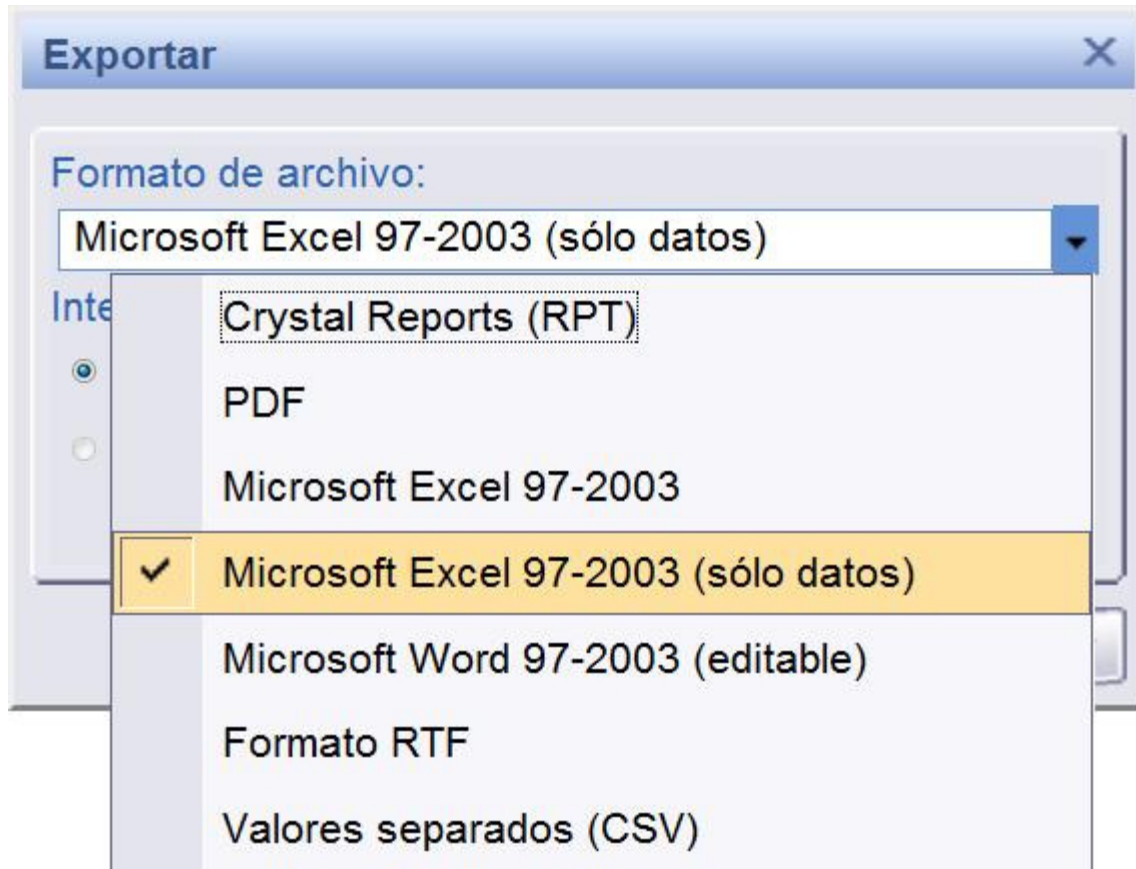 Exportar
Formato de archivo:
Microsoft Excel 97-2003 (sólo datos)
Crystal Reports (RPT)
PDF
Microsoft Excel 97-2003
Microsoft Excel 97-2003 (sólo datos)
Microsoft Word 97-2003 (editable)
Formato RTF
Valores separados (CSV)